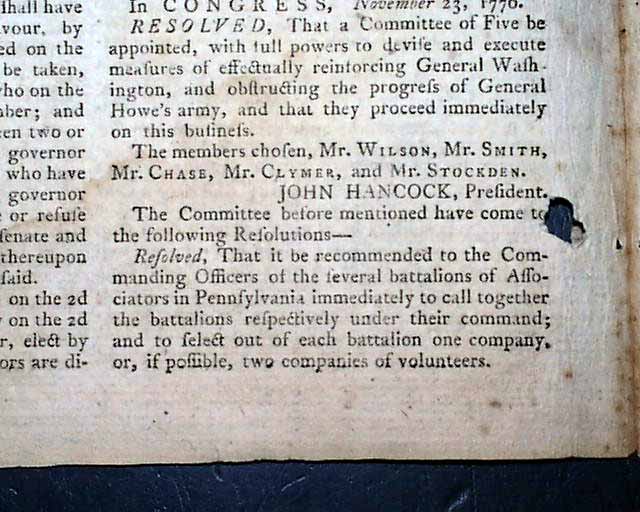 shall have
avour, by
ed on the
be taken,
who on the
mber; and
een two or
governor
who have
governor
e or refuſe
ſenate and
thereupon
ſaid.
on the 2d
y on the 2d
r, elect by
ors are di-
In CONGRESS, November 23, 1776.
RESOLVED, That a Committee of Five be
appointed, with full powers to deviſe and execute
meaſures of effectually reinforcing General Waſh-
ington, and obſtructing the progreſs of General
Howe's army, and that they proceed immediately
on this buſineſs.
The members choſen, Mr. WILSON, Mr. SMITH,
Mr. CHASE, Mr. CLYMER, and Mr. STOCKDEN.
JOHN HANCOCK, Preſident.
The Committee before mentioned have come to
the following Reſolutions—
Reſolved, That it be recommended to the Com-
manding Officers of the ſeveral battalions of Aſſo-
ciators in Pennſylvania immediately to call together
the battalions reſpectively under their command;
and to ſelect out of each battalion one company,
or, if poſſible, two companies of volunteers.